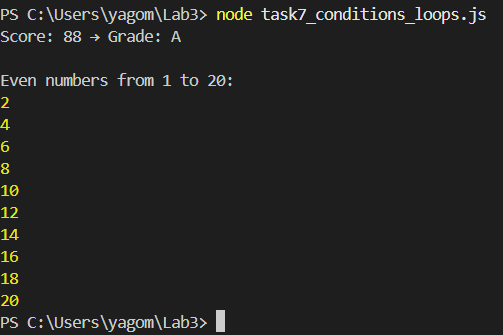 PS C:\Users\yagom\Lab3> node task7_conditions_loops.js
Score: 88 → Grade: A
Even numbers from 1 to 20:
2
4
6
8
10
12
14
16
18
20
PS C:\Users\yagom\Lab3>